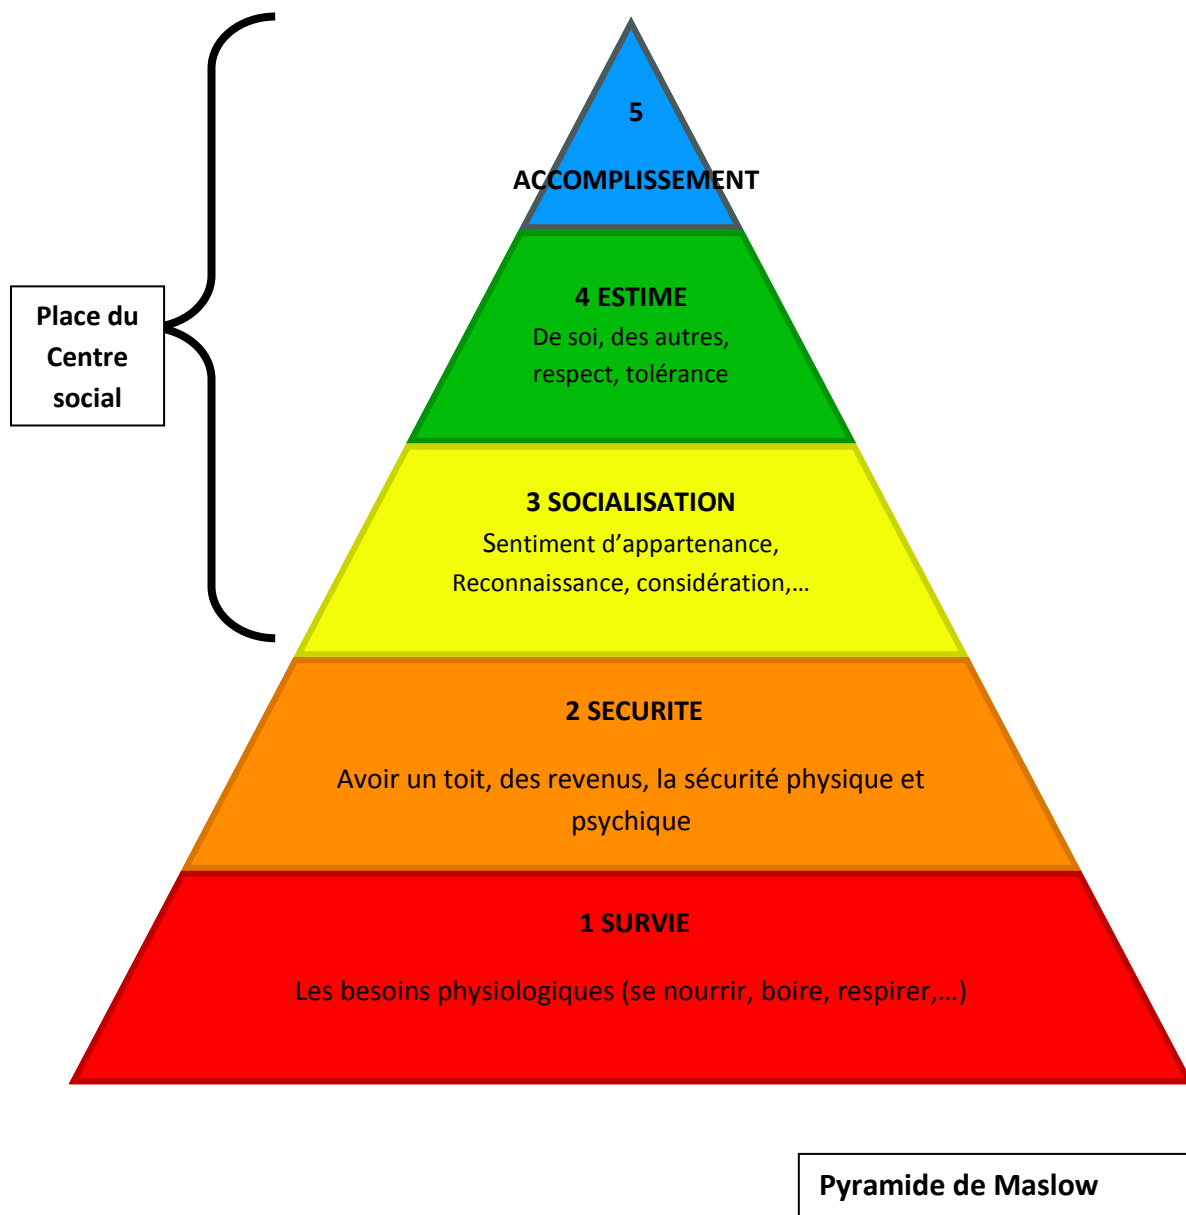 5
ACCOMPLISSEMENT
4 ESTIME
De soi, des autres,
respect, tolérance
Place du
Centre
social
3 SOCIALISATION
Sentiment d’appartenance,
Reconnaissance, considération,…
2 SECURITE
Avoir un toit, des revenus, la sécurité physique et
psychique
1 SURVIE
Les besoins physiologiques (se nourrir, boire, respirer,…)
Pyramide de Maslow